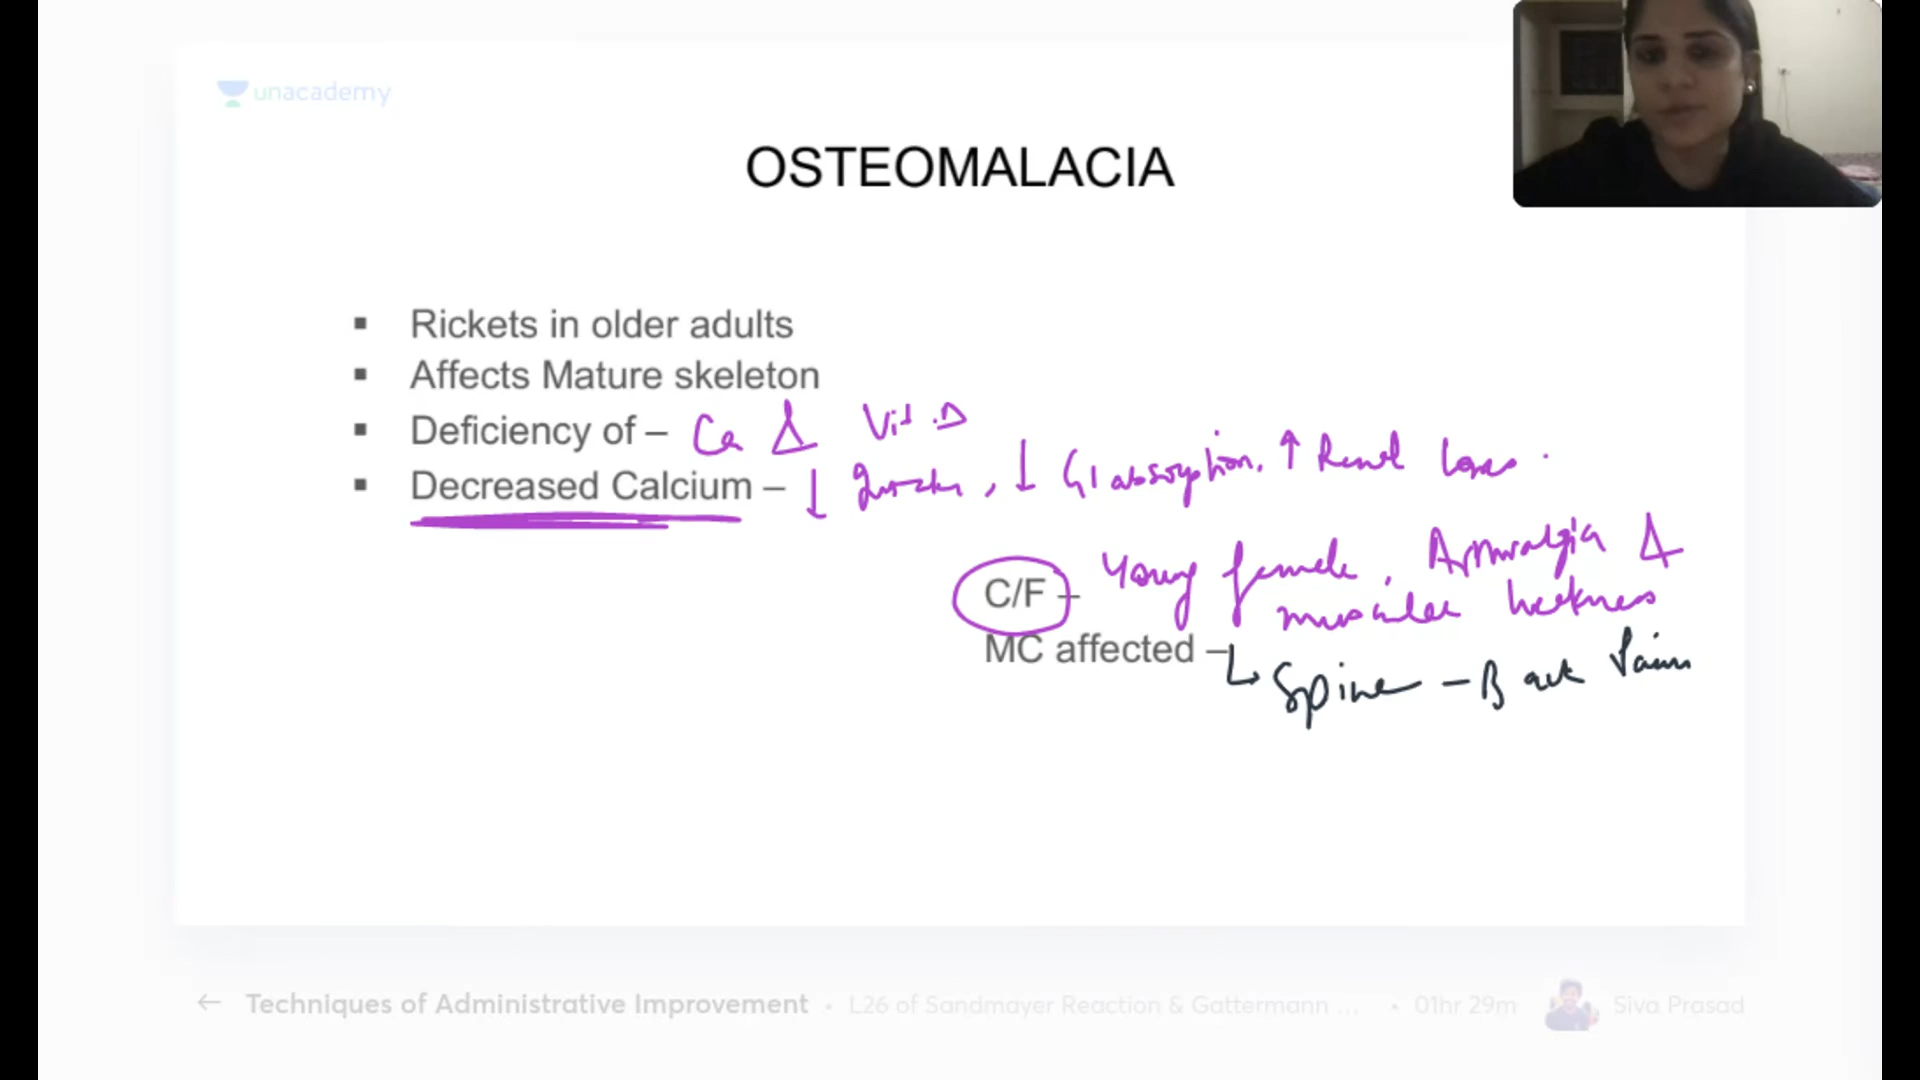 unacademy
OSTEOMALACIA
▪ Rickets in older adults
▪ Affects Mature skeleton
▪ Deficiency of – Ca & Vit.D
▪ Decreased Calcium – ↓ , ↓ GI absorption, ↑ Renal loss.
C/F – Young female, Arthralgia &
muscular weakness
MC affected –
↳ Spine – Back Pain
← Techniques of Administrative Improvement • L26 of Sandmayer Reaction & Gattermann ... • 01hr 29m Siva Prasad